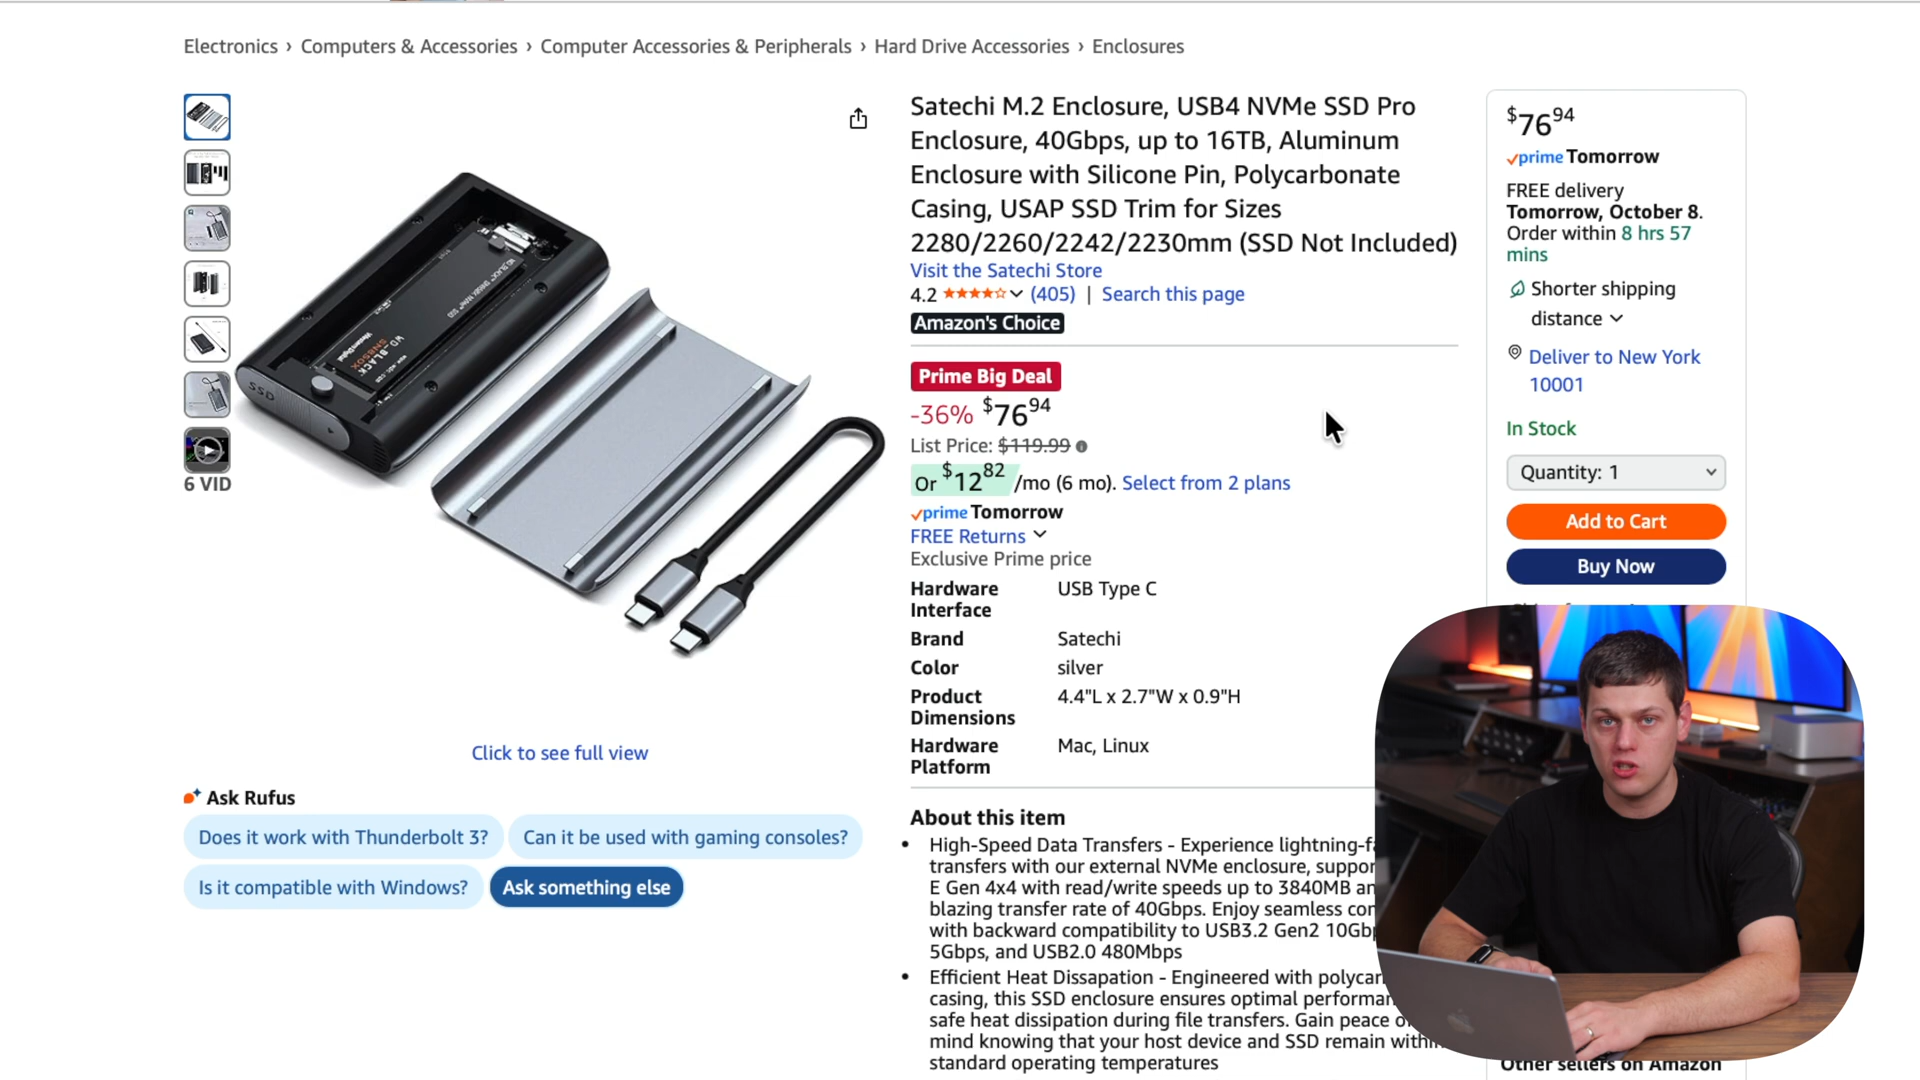 Electronics › Computers & Accessories › Computer Accessories & Peripherals › Hard Drive Accessories › Enclosures
6 VID
SSD
WD_BLACK
SN850X
Click to see full view
Ask Rufus
Does it work with Thunderbolt 3?
Can it be used with gaming consoles?
Is it compatible with Windows?
Ask something else
Satechi M.2 Enclosure, USB4 NVMe SSD Pro
Enclosure, 40Gbps, up to 16TB, Aluminum
Enclosure with Silicone Pin, Polycarbonate
Casing, USAP SSD Trim for Sizes
2280/2260/2242/2230mm (SSD Not Included)
Visit the Satechi Store
4.2 (405) | Search this page
Amazon's Choice
Prime Big Deal
-36% $76 94
List Price: $119.99
Or $12 82 /mo (6 mo). Select from 2 plans
prime Tomorrow
FREE Returns
Exclusive Prime price
Hardware
Interface
USB Type C
Brand
Satechi
Color
silver
Product
Dimensions
4.4"L x 2.7"W x 0.9"H
Hardware
Platform
Mac, Linux
About this item
• High-Speed Data Transfers - Experience lightning-f
transfers with our external NVMe enclosure, suppor
E Gen 4x4 with read/write speeds up to 3840MB an
blazing transfer rate of 40Gbps. Enjoy seamless con
with backward compatibility to USB3.2 Gen2 10Gb
5Gbps, and USB2.0 480Mbps
• Efficient Heat Dissapation - Engineered with polycar
casing, this SSD enclosure ensures optimal performan
safe heat dissipation during file transfers. Gain peace o
mind knowing that your host device and SSD remain within
standard operating temperatures
$76 94
prime Tomorrow
FREE delivery
Tomorrow, October 8.
Order within 8 hrs 57
mins
Shorter shipping
distance
Deliver to New York
10001
In Stock
Quantity: 1
Add to Cart
Buy Now
Other sellers on Amazon